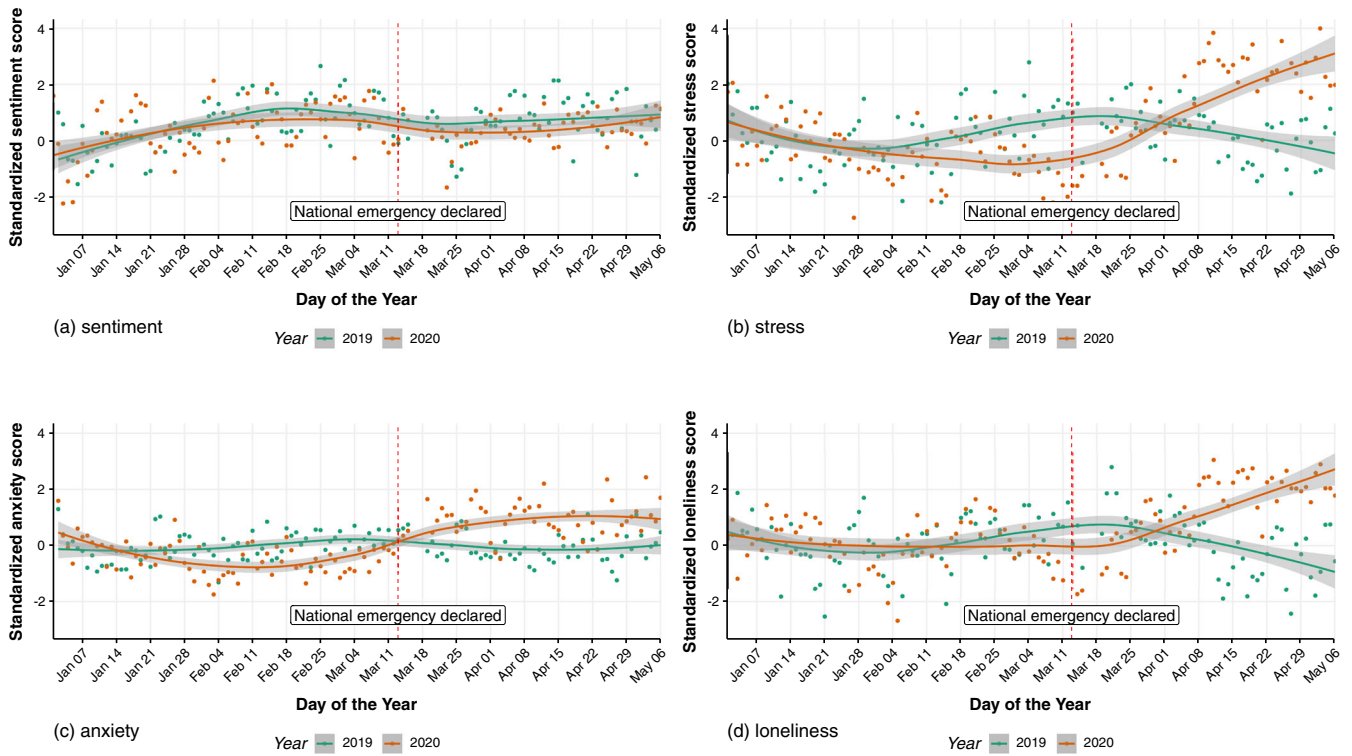 Standardized sentiment score
4
2
0
-2
National emergency declared
Jan 07 Jan 14 Jan 21 Jan 28 Feb 04 Feb 11 Feb 18 Feb 25 Mar 04 Mar 11 Mar 18 Mar 25 Apr 01 Apr 08 Apr 15 Apr 22 Apr 29 May 06
Day of the Year
(a) sentiment
Year 2019 2020
Standardized stress score
4
2
0
-2
National emergency declared
Jan 07 Jan 14 Jan 21 Jan 28 Feb 04 Feb 11 Feb 18 Feb 25 Mar 04 Mar 11 Mar 18 Mar 25 Apr 01 Apr 08 Apr 15 Apr 22 Apr 29 May 06
Day of the Year
(b) stress
Year 2019 2020
Standardized anxiety score
4
2
0
-2
National emergency declared
Jan 07 Jan 14 Jan 21 Jan 28 Feb 04 Feb 11 Feb 18 Feb 25 Mar 04 Mar 11 Mar 18 Mar 25 Apr 01 Apr 08 Apr 15 Apr 22 Apr 29 May 06
Day of the Year
(c) anxiety
Year 2019 2020
Standardized loneliness score
4
2
0
-2
National emergency declared
Jan 07 Jan 14 Jan 21 Jan 28 Feb 04 Feb 11 Feb 18 Feb 25 Mar 04 Mar 11 Mar 18 Mar 25 Apr 01 Apr 08 Apr 15 Apr 22 Apr 29 May 06
Day of the Year
(d) loneliness
Year 2019 2020